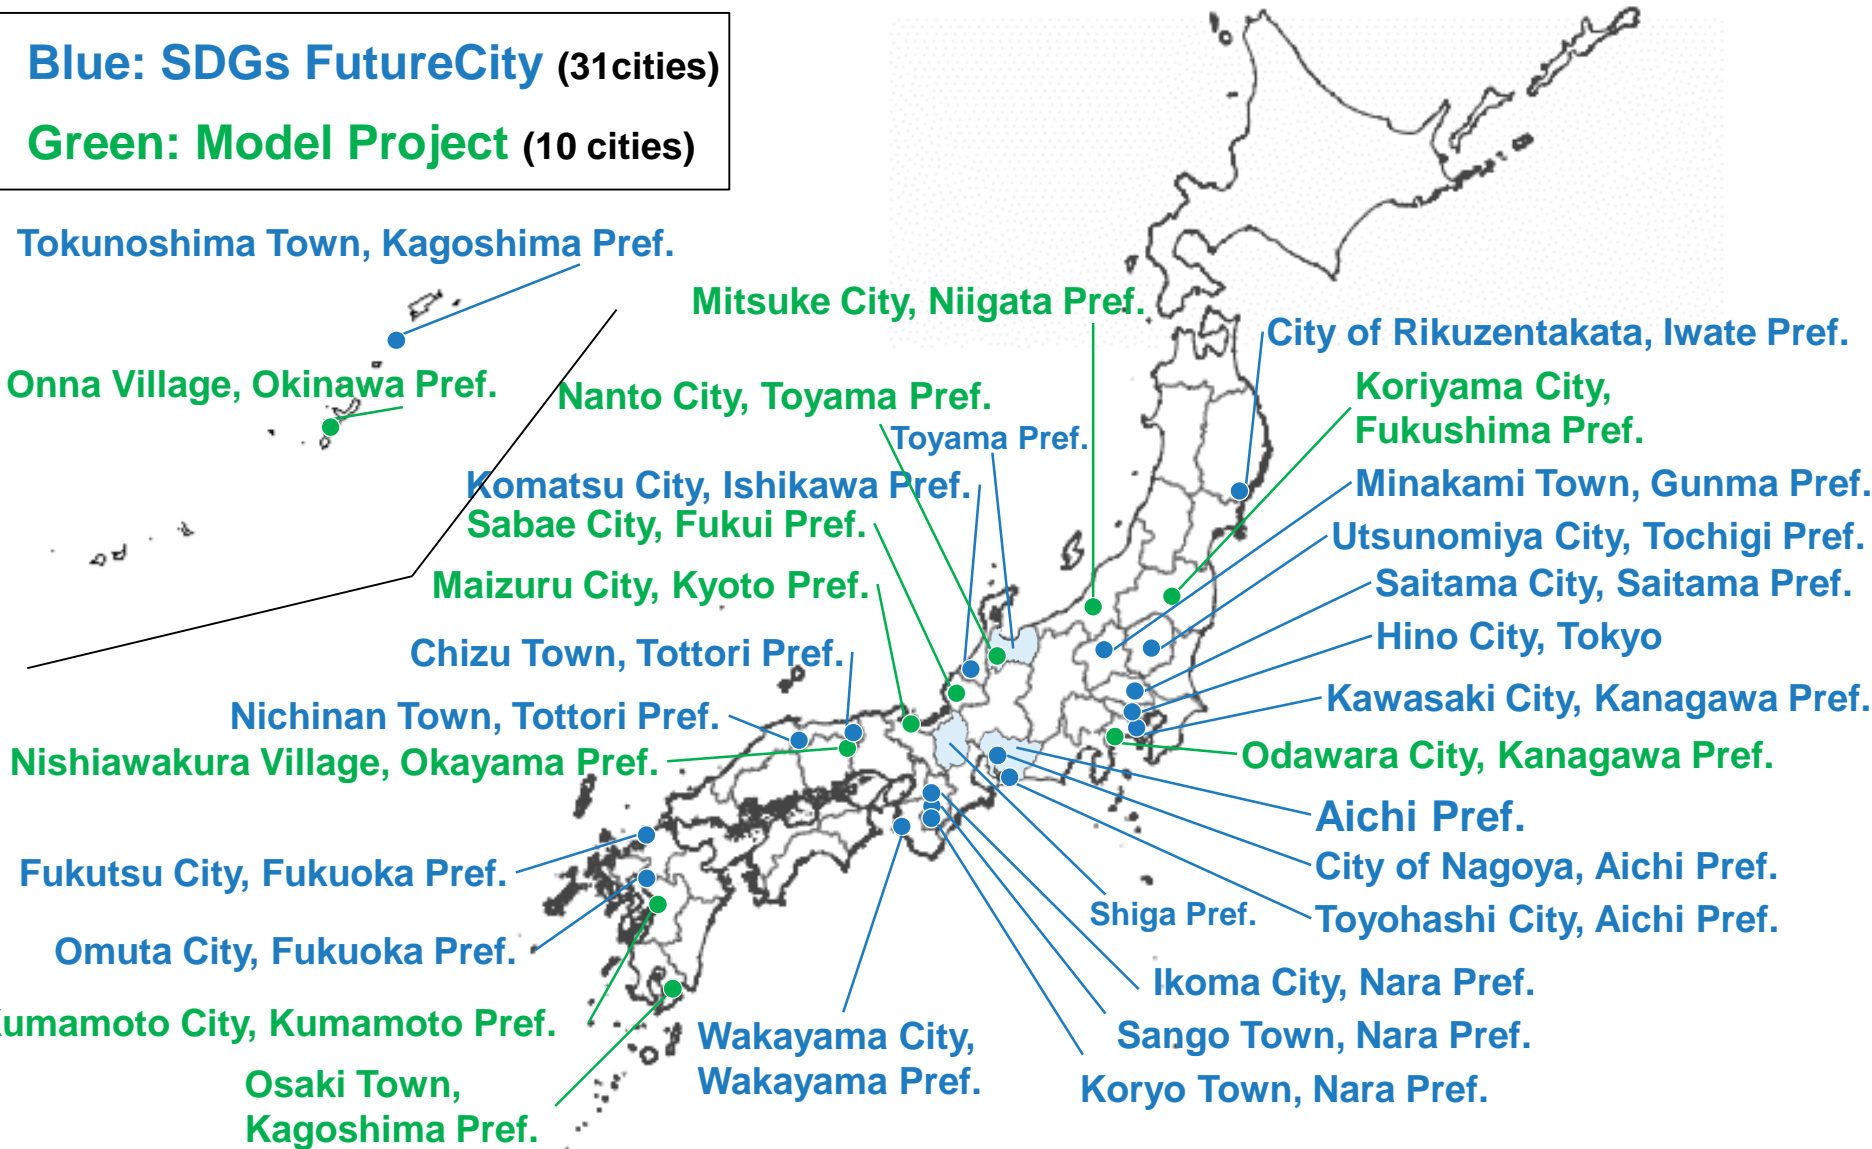 Blue: SDGs FutureCity (31cities)
Green: Model Project (10 cities)
Tokunoshima Town, Kagoshima Pref.
Mitsuke City, Niigata Pref.
City of Rikuzentakata, Iwate Pref.
Onna Village, Okinawa Pref.
Nanto City, Toyama Pref.
Koriyama City,
Fukushima Pref.
Toyama Pref.
Komatsu City, Ishikawa Pref.
Minakami Town, Gunma Pref.
Sabae City, Fukui Pref.
Utsunomiya City, Tochigi Pref.
Maizuru City, Kyoto Pref.
Saitama City, Saitama Pref.
Hino City, Tokyo
Chizu Town, Tottori Pref.
Kawasaki City, Kanagawa Pref.
Nichinan Town, Tottori Pref.
Odawara City, Kanagawa Pref.
Nishiawakura Village, Okayama Pref.
Aichi Pref.
City of Nagoya, Aichi Pref.
Fukutsu City, Fukuoka Pref.
Shiga Pref.
Toyohashi City, Aichi Pref.
Omuta City, Fukuoka Pref.
Ikoma City, Nara Pref.
Kumamoto City, Kumamoto Pref.
Wakayama City,
Wakayama Pref.
Sango Town, Nara Pref.
Koryo Town, Nara Pref.
Osaki Town,
Kagoshima Pref.